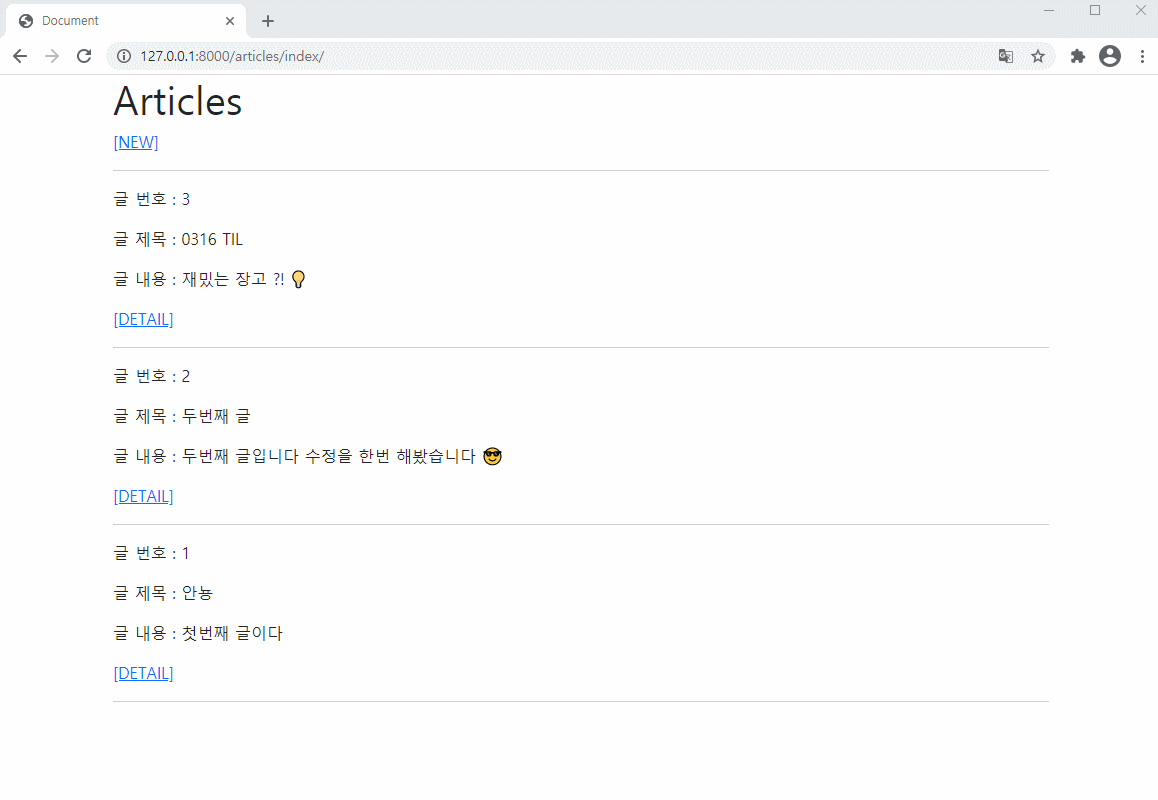 Document
127.0.0.1:8000/articles/index/
Articles
[NEW]
글 번호 : 3
글 제목 : 0316 TIL
글 내용 : 재밌는 장고 ?! 💡
[DETAIL]
글 번호 : 2
글 제목 : 두번째 글
글 내용 : 두번째 글입니다 수정을 한번 해봤습니다 😎
[DETAIL]
글 번호 : 1
글 제목 : 안뇽
글 내용 : 첫번째 글이다
[DETAIL]